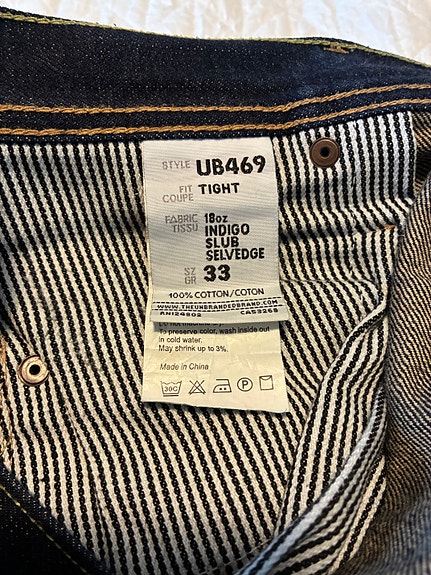 STYLE UB469
FIT TIGHT
COUPE
FABRIC 18oz
TISSU INDIGO
SLUB
SELVEDGE
SZ 33
GR
100% COTTON/COTON
WWW.THEUNBRANDEDBRAND.COM
RN124802 CA53268
To preserve color, wash inside out
in cold water.
May shrink up to 3%.
Made in China
30C
P